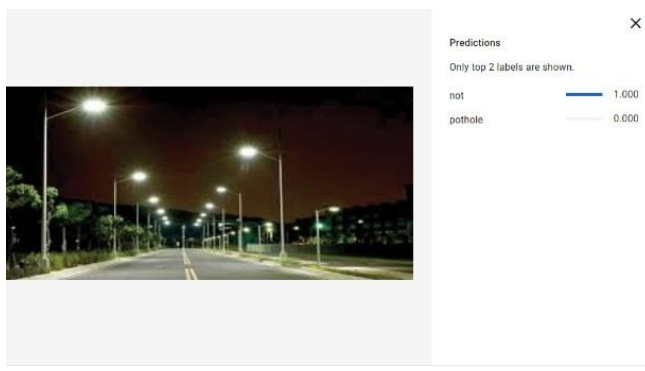 Predictions
Only top 2 labels are shown.
not 1.000
pothole 0.000